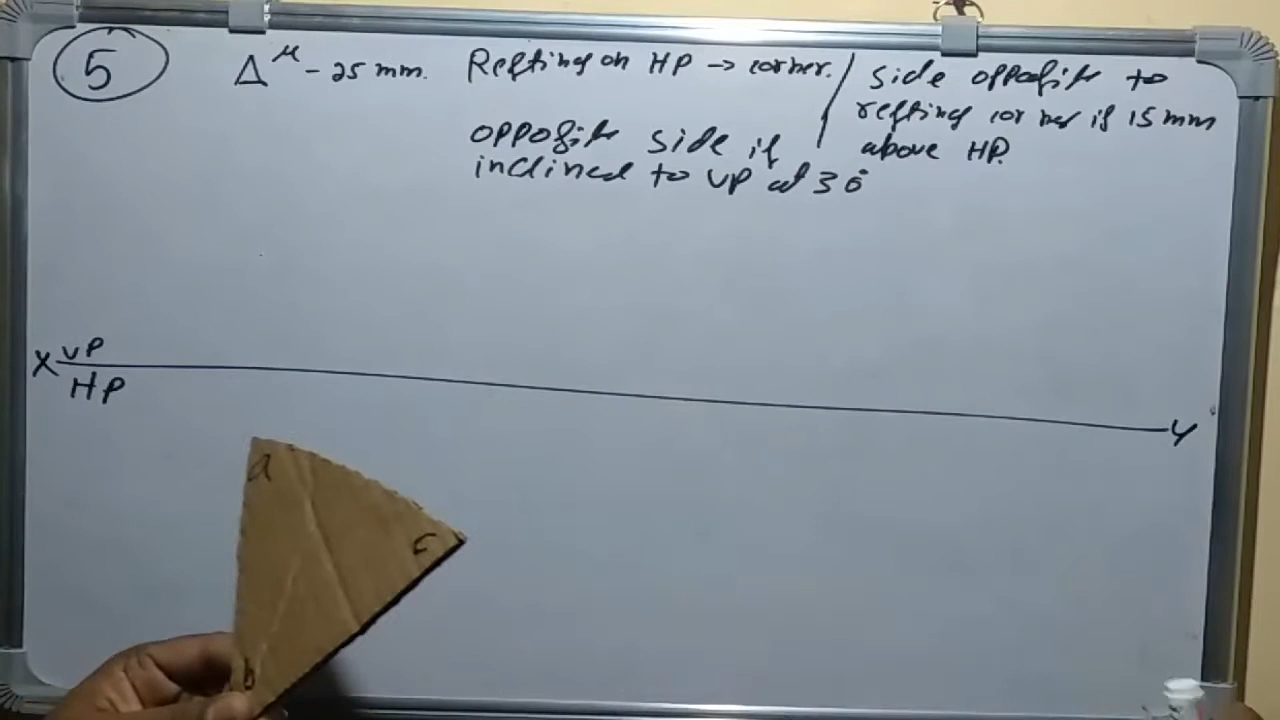 5
Δ le - 25 mm. Resting on HP → corner. / side opposite to
resting corner is 15 mm
above HP.
opposite side is
inclined to VP at 30°
X VP
HP
Y
a
c
b